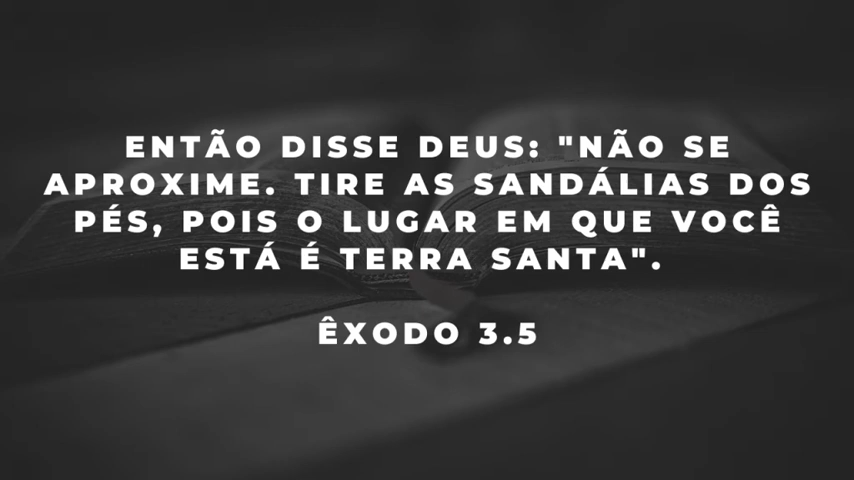 ENTÃO DISSE DEUS: "NÃO SE
APROXIME. TIRE AS SANDÁLIAS DOS
PÉS, POIS O LUGAR EM QUE VOCÊ
ESTÁ É TERRA SANTA".
ÊXODO 3.5